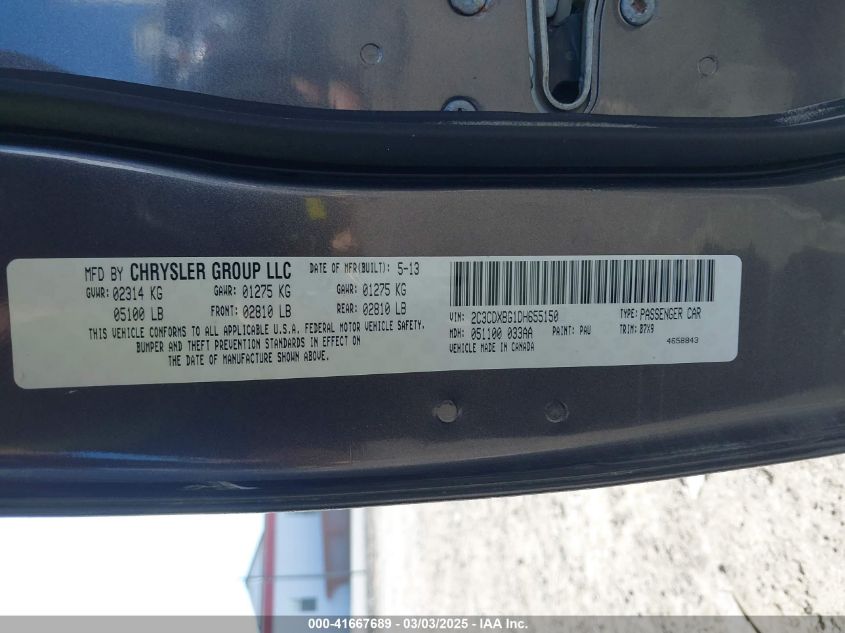 MFD BY CHRYSLER GROUP LLC DATE OF MFR(BUILT): 5-13
GVWR: 02314 KG GAWR: 01275 KG GAWR: 01275 KG
05100 LB FRONT: 02810 LB REAR: 02810 LB
THIS VEHICLE CONFORMS TO ALL APPLICABLE U.S.A. FEDERAL MOTOR VEHICLE SAFETY,
BUMPER AND THEFT PREVENTION STANDARDS IN EFFECT ON
THE DATE OF MANUFACTURE SHOWN ABOVE.
VIN: 2C3CDXBG1DH655150 TYPE: PASSENGER CAR
MDH: 051100 033AA PAINT: PAU TRIM: B7X9
VEHICLE MADE IN CANADA 4658843
000-41667689 - 03/03/2025 - IAAI Inc.